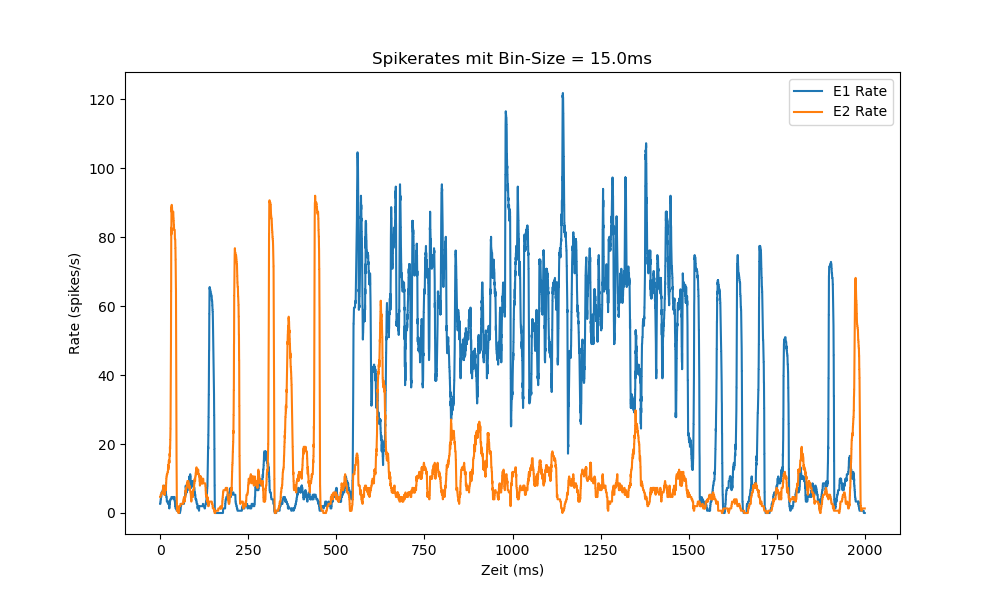 Spikerates mit Bin-Size = 15.0ms
E1 Rate
E2 Rate
120
100
80
60
40
20
0
Rate (spikes/s)
0 250 500 750 1000 1250 1500 1750 2000
Zeit (ms)